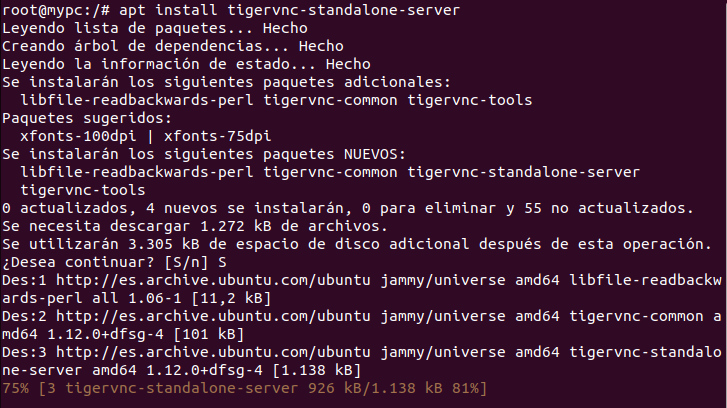 root@mypc:/# apt install tigervnc-standalone-server
Leyendo lista de paquetes... Hecho
Creando árbol de dependencias... Hecho
Leyendo la información de estado... Hecho
Se instalarán los siguientes paquetes adicionales:
  libfile-readbackwards-perl tigervnc-common tigervnc-tools
Paquetes sugeridos:
  xfonts-100dpi | xfonts-75dpi
Se instalarán los siguientes paquetes NUEVOS:
  libfile-readbackwards-perl tigervnc-common tigervnc-standalone-server
  tigervnc-tools
0 actualizados, 4 nuevos se instalarán, 0 para eliminar y 55 no actualizados.
Se necesita descargar 1.272 kB de archivos.
Se utilizarán 3.305 kB de espacio de disco adicional después de esta operación.
¿Desea continuar? [S/n] S
Des:1 http://es.archive.ubuntu.com/ubuntu jammy/universe amd64 libfile-readbackw
ards-perl all 1.06-1 [11,2 kB]
Des:2 http://es.archive.ubuntu.com/ubuntu jammy/universe amd64 tigervnc-common a
md64 1.12.0+dfsg-4 [101 kB]
Des:3 http://es.archive.ubuntu.com/ubuntu jammy/universe amd64 tigervnc-standalo
ne-server amd64 1.12.0+dfsg-4 [1.138 kB]
75% [3 tigervnc-standalone-server 926 kB/1.138 kB 81%]